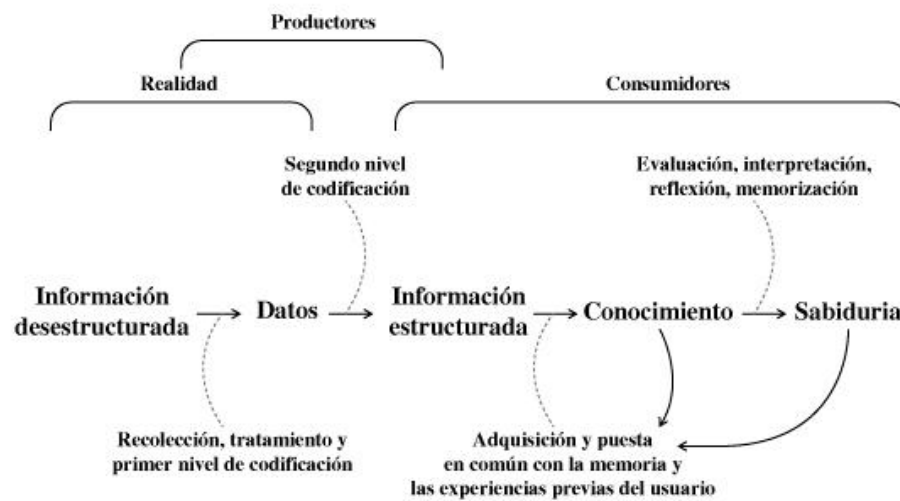 Productores
Realidad
Consumidores
Segundo nivel
de codificación
Evaluación, interpretación,
reflexión, memorización
Información
desestructurada
Datos
Información
estructurada
Conocimiento
Sabiduria
Recolección, tratamiento y
primer nivel de codificación
Adquisición y puesta
en común con la memoria y
las experiencias previas del usuario